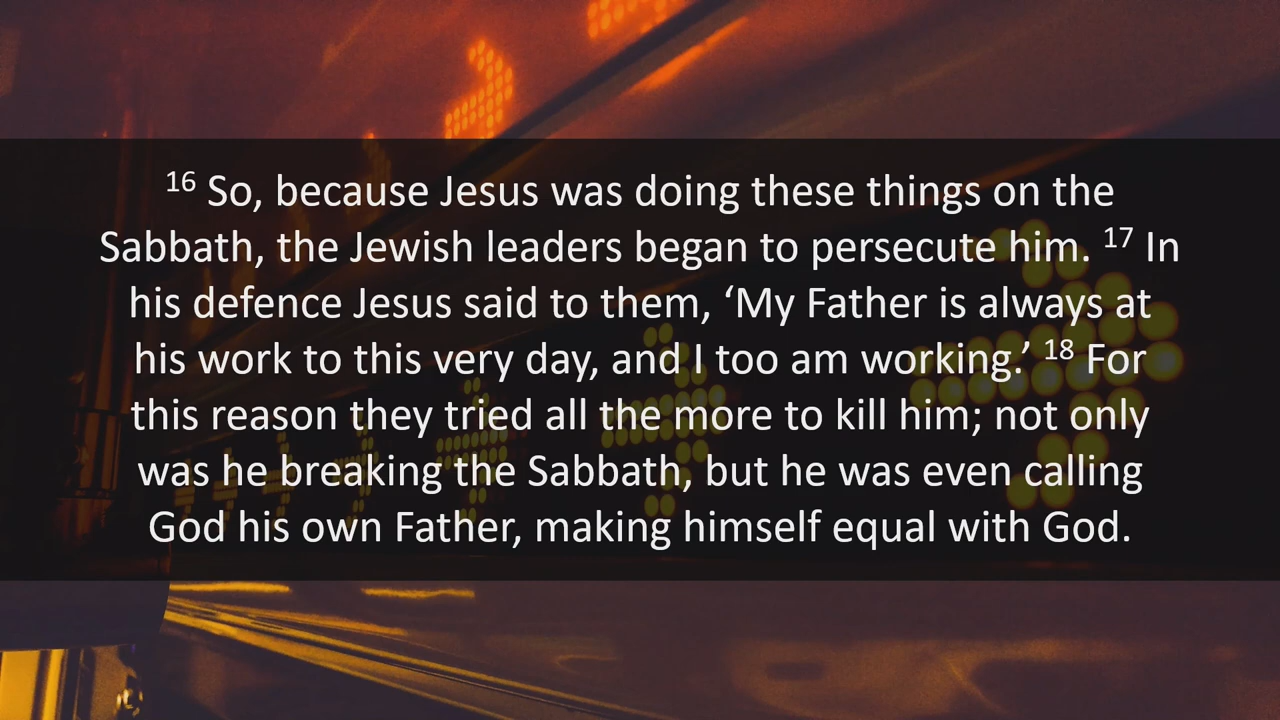 16 So, because Jesus was doing these things on the
Sabbath, the Jewish leaders began to persecute him. 17 In
his defence Jesus said to them, ‘My Father is always at
his work to this very day, and I too am working.’ 18 For
this reason they tried all the more to kill him; not only
was he breaking the Sabbath, but he was even calling
God his own Father, making himself equal with God.